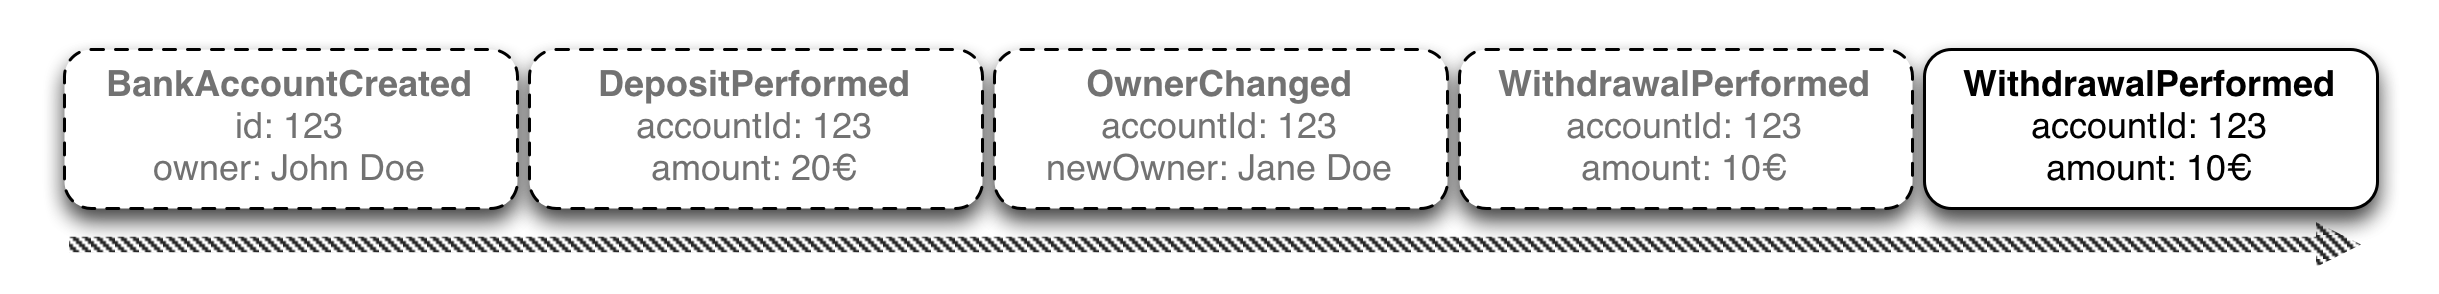 BankAccountCreated
id: 123
owner: John Doe
DepositPerformed
accountId: 123
amount: 20€
OwnerChanged
accountId: 123
newOwner: Jane Doe
WithdrawalPerformed
accountId: 123
amount: 10€
WithdrawalPerformed
accountId: 123
amount: 10€